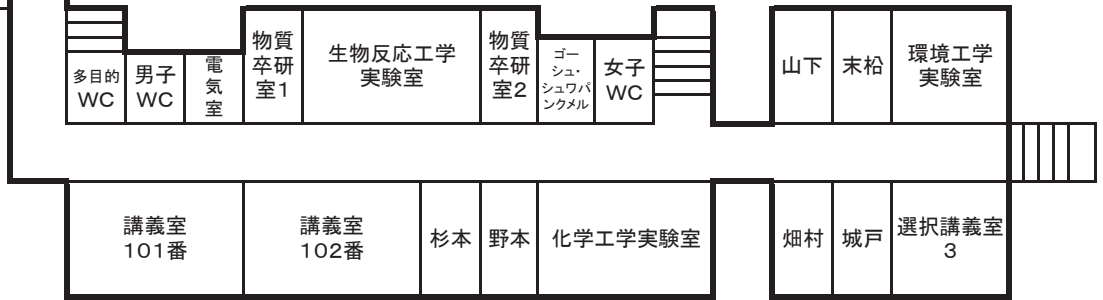 多目的
WC
男子
WC
電
気
室
物質
卒研
室1
生物反応工学
実験室
物質
卒研
室2
ゴー
シュ・
シュワパ
ンクメル
女子
WC
山下
末松
環境工学
実験室
講義室
101番
講義室
102番
杉本
野本
化学工学実験室
畑村
城戸
選択講義室
3